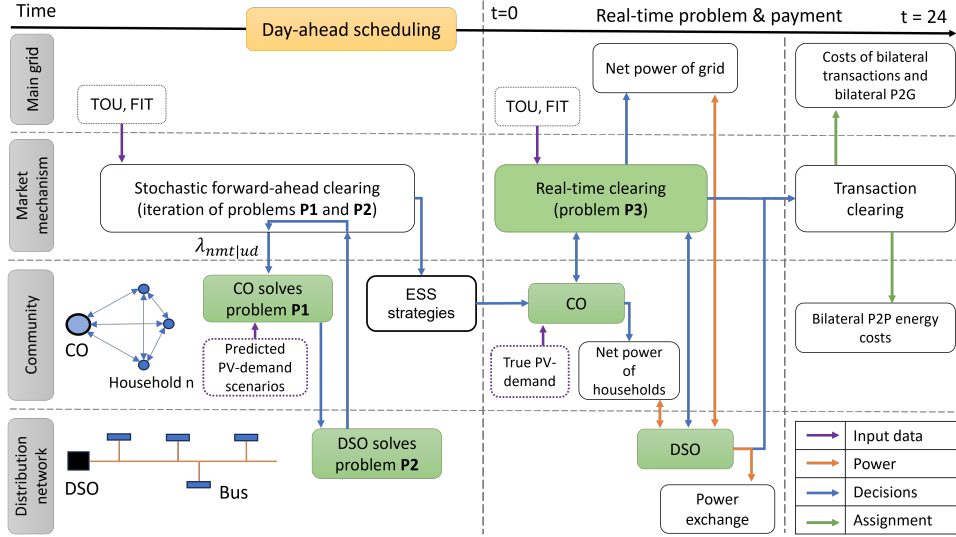 Time
Day-ahead scheduling
t=0
Real-time problem & payment
t = 24
Main grid
TOU, FIT
TOU, FIT
Net power of grid
Costs of bilateral
transactions and
bilateral P2G
Market
mechanism
Stochastic forward-ahead clearing
(iteration of problems P1 and P2)
λnmt|ud
Real-time clearing
(problem P3)
Transaction
clearing
Community
CO
Household n
CO solves
problem P1
Predicted
PV-demand
scenarios
ESS
strategies
CO
True PV-
demand
Net power
of
households
Bilateral P2P energy
costs
Distribution
network
DSO
Bus
DSO solves
problem P2
DSO
Power
exchange
Input data
Power
Decisions
Assignment